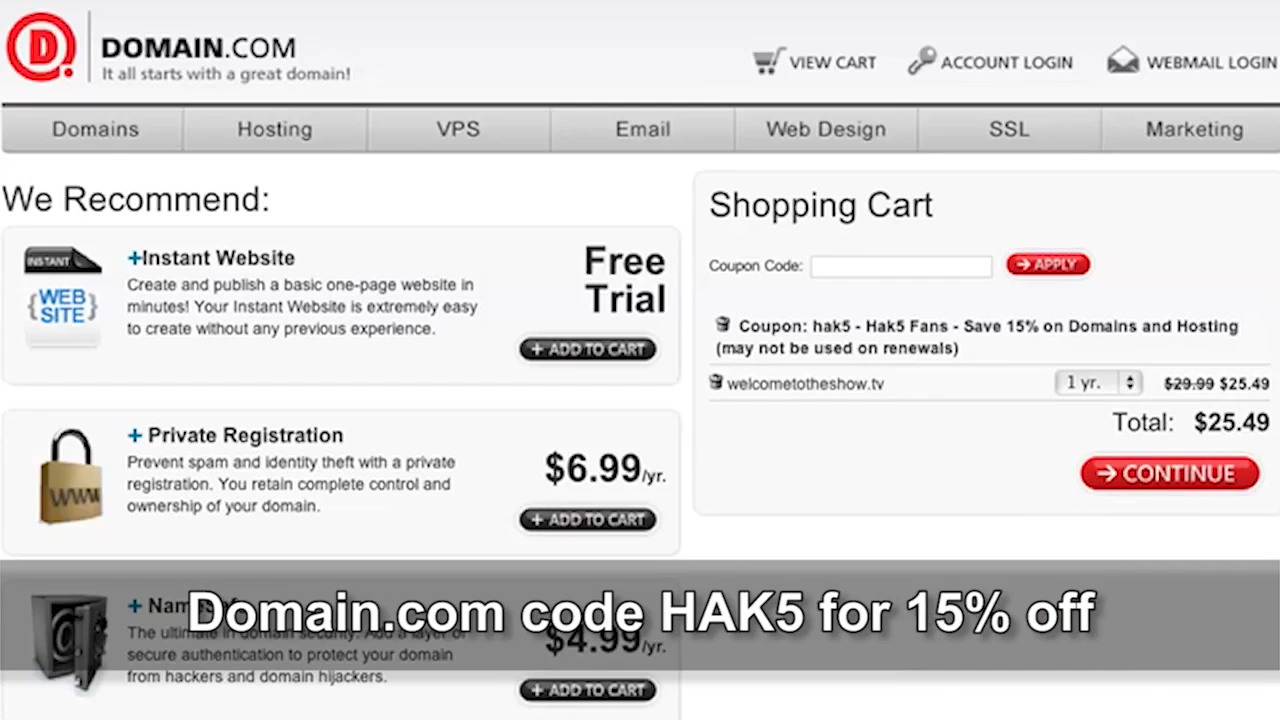 DOMAIN.COM
It all starts with a great domain!
VIEW CART
ACCOUNT LOGIN
WEBMAIL LOGIN
Domains
Hosting
VPS
Email
Web Design
SSL
Marketing
We Recommend:
INSTANT
{WEB
SITE}
+Instant Website
Create and publish a basic one-page website in
minutes! Your Instant Website is extremely easy
to create without any previous experience.
Free
Trial
+ ADD TO CART
WWW
+ Private Registration
Prevent spam and identity theft with a private
registration. You retain complete control and
ownership of your domain.
$6.99/yr.
+ ADD TO CART
The ultimate in domain security. Add a layer of
secure authentication to protect your domain
from hackers and domain hijackers.
$4.99/yr.
+ ADD TO CART
Shopping Cart
Coupon Code:
APPLY
Coupon: hak5 - Hak5 Fans - Save 15% on Domains and Hosting
(may not be used on renewals)
welcometotheshow.tv
1 yr.
$29.99 $25.49
Total: $25.49
CONTINUE
Domain.com code HAK5 for 15% off